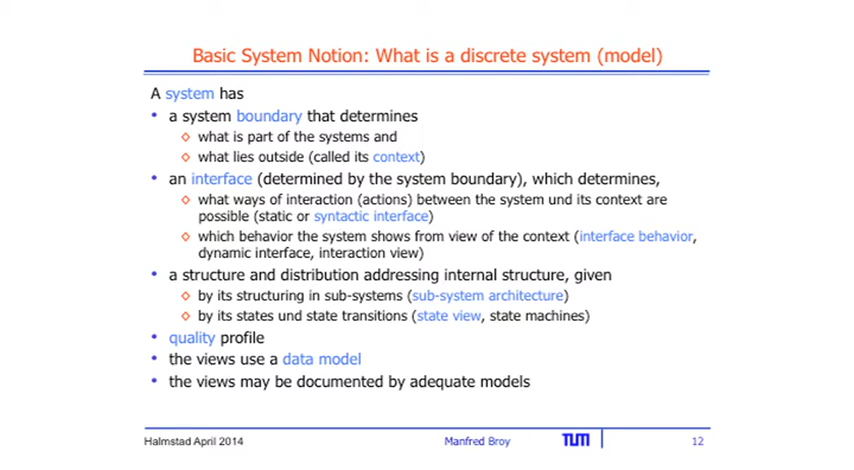 Basic System Notion: What is a discrete system (model)
A system has
• a system boundary that determines
◇ what is part of the systems and
◇ what lies outside (called its context)
• an interface (determined by the system boundary), which determines,
◇ what ways of interaction (actions) between the system und its context are
possible (static or syntactic interface)
◇ which behavior the system shows from view of the context (interface behavior,
dynamic interface, interaction view)
• a structure and distribution addressing internal structure, given
◇ by its structuring in sub-systems (sub-system architecture)
◇ by its states und state transitions (state view, state machines)
• quality profile
• the views use a data model
• the views may be documented by adequate models
Halmstad April 2014 Manfred Broy TUM 12